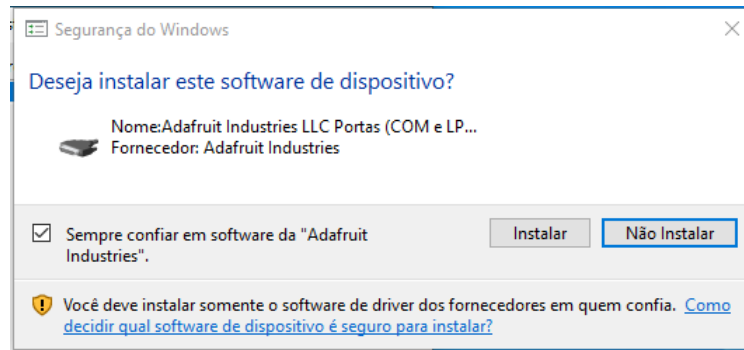 Segurança do Windows
Deseja instalar este software de dispositivo?
Nome:Adafruit Industries LLC Portas (COM e LP...
Fornecedor: Adafruit Industries
Sempre confiar em software da "Adafruit
Industries".
Instalar
Não Instalar
Você deve instalar somente o software de driver dos fornecedores em quem confia. Como
decidir qual software de dispositivo é seguro para instalar?